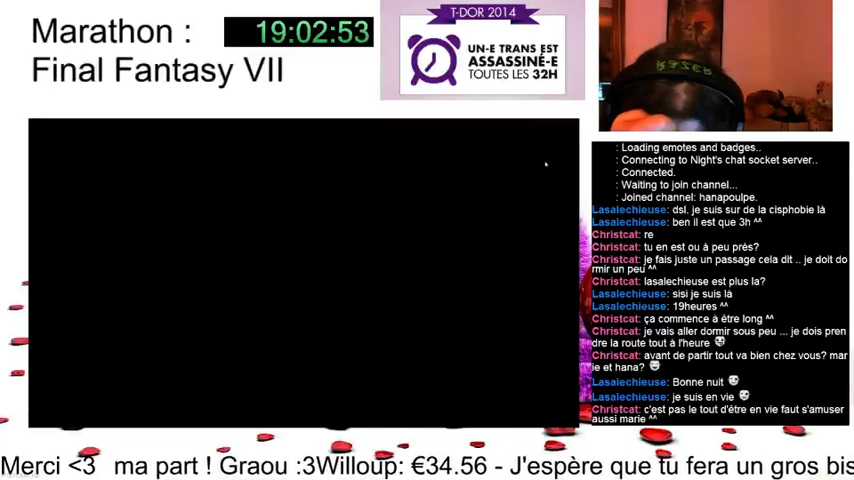 Marathon :
Final Fantasy VII
19:02:53
T-DOR 2014
UN·E TRANS EST
ASSASSINÉ·E
TOUTES LES 32H
RAZER
: Loading emotes and badges..
: Connecting to Night's chat socket server..
: Connected.
: Waiting to join channel...
: Joined channel: hanapoulpe.
Lasalechieuse: dsl, je suis sur de la cisphobie là
Lasalechieuse: ben il est que 3h ^^
Christcat: re
Christcat: tu en est ou à peu près?
Christcat: je fais juste un passage cela dit .. je doit do
rmir un peu ^^
Christcat: lasalechieuse est plus la?
Lasalechieuse: sisi je suis là
Lasalechieuse: 19heures ^^
Christcat: ça commence à être long ^^
Christcat: je vais aller dormir sous peu ... je dois pren
dre la route tout à l'heure
Christcat: avant de partir tout va bien chez vous? mar
ie et hana?
Lasalechieuse: Bonne nuit
Lasalechieuse: je suis en vie
Christcat: c'est pas le tout d'être en vie faut s'amuser
aussi marie ^^
Merci <3 ma part ! Graou :3Willoup: €34.56 - J'espère que tu fera un gros bis